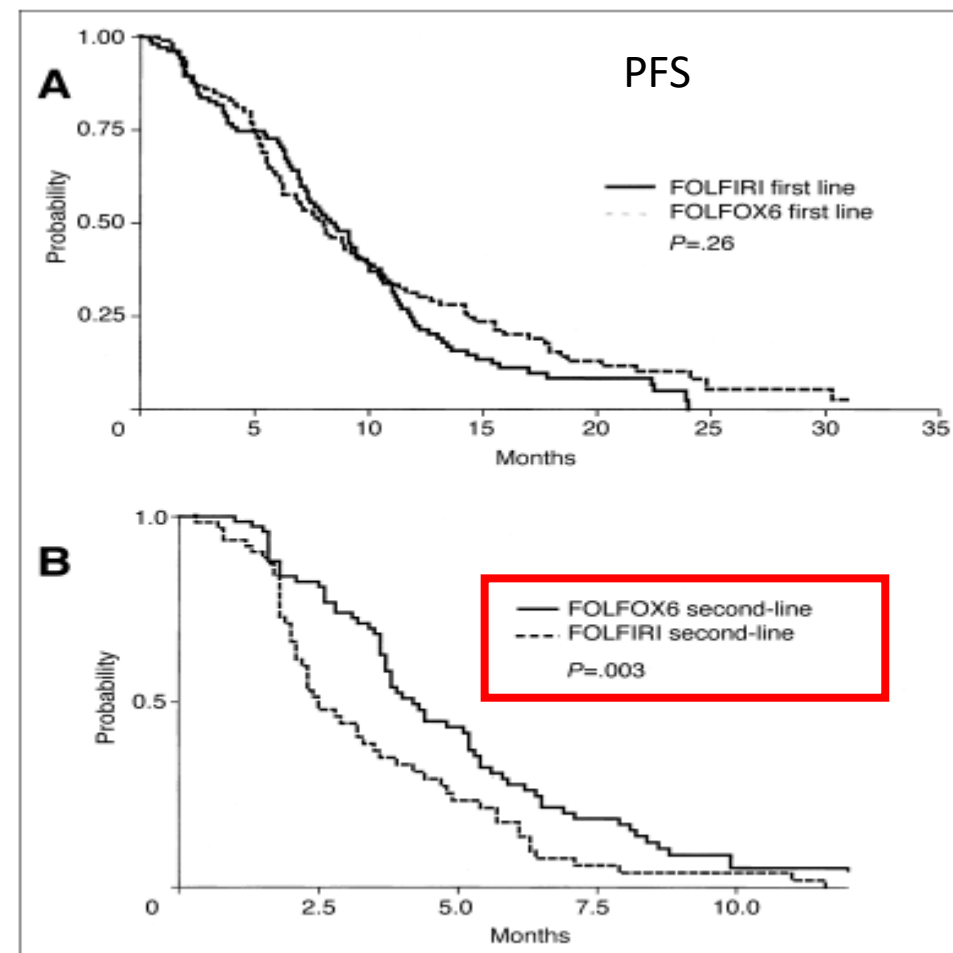 A
PFS
1.00
0.75
0.50
0.25
Probability
FOLFIRI first line
FOLFOX6 first line
P=.26
0 5 10 15 20 25 30 35
Months
B
1.0
0.5
Probability
FOLFOX6 second-line
FOLFIRI second-line
P=.003
0 2.5 5.0 7.5 10.0
Months